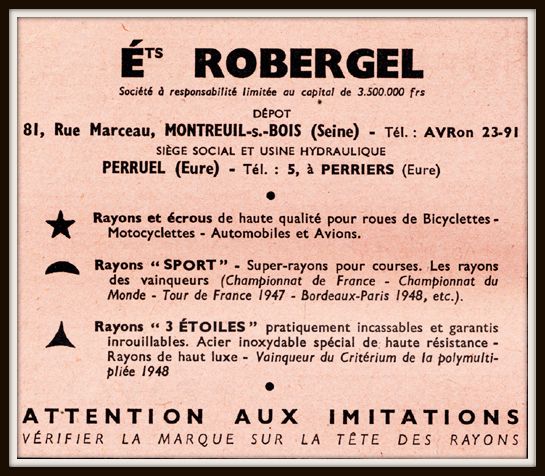 Éts ROBERGEL
Société à responsabilité limitée au capital de 3.500.000 frs
DÉPOT
81, Rue Marceau, MONTREUIL-s.-BOIS (Seine) - Tél. : AVRon 23-91
SIÈGE SOCIAL ET USINE HYDRAULIQUE
PERRUEL (Eure) - Tél. : 5, à PERRIERS (Eure)
Rayons et écrous de haute qualité pour roues de Bicyclettes -
Motocyclettes - Automobiles et Avions.
Rayons " SPORT " - Super-rayons pour courses. Les rayons
des vainqueurs (Championnat de France - Championnat du
Monde - Tour de France 1947 - Bordeaux-Paris 1948, etc.).
Rayons " 3 ÉTOILES " pratiquement incassables et garantis
inrouillables. Acier inoxydable spécial de haute résistance -
Rayons de haut luxe - Vainqueur du Critérium de la polymulti-
pliée 1948
ATTENTION AUX IMITATIONS
VÉRIFIER LA MARQUE SUR LA TÊTE DES RAYONS